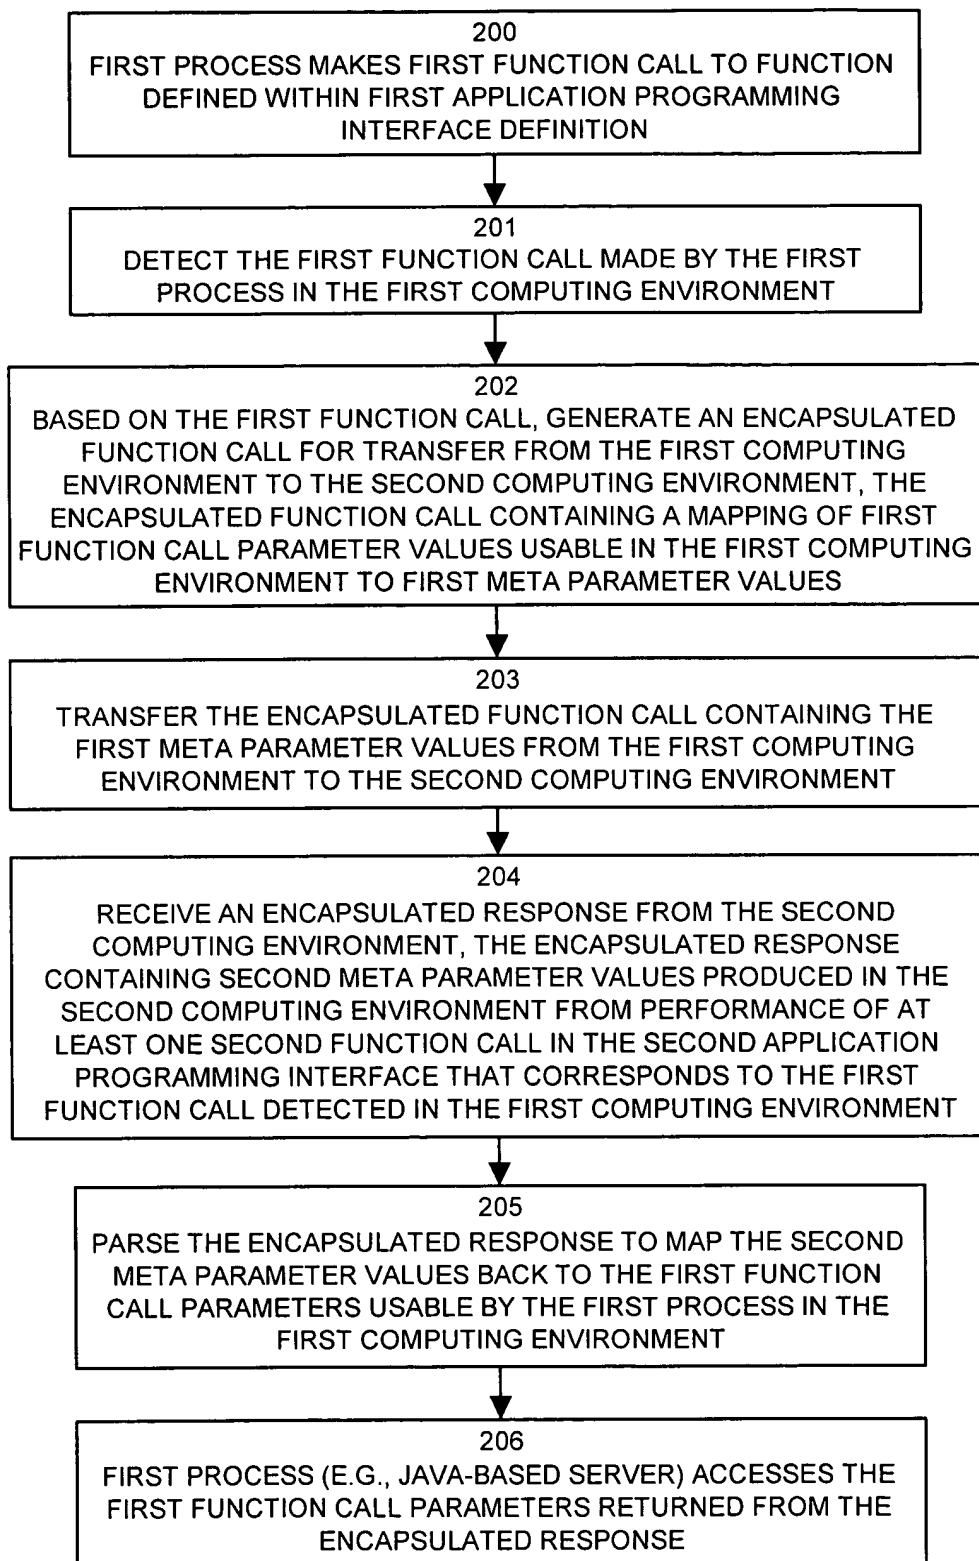 200
FIRST PROCESS MAKES FIRST FUNCTION CALL TO FUNCTION
DEFINED WITHIN FIRST APPLICATION PROGRAMMING
INTERFACE DEFINITION
201
DETECT THE FIRST FUNCTION CALL MADE BY THE FIRST
PROCESS IN THE FIRST COMPUTING ENVIRONMENT
202
BASED ON THE FIRST FUNCTION CALL, GENERATE AN ENCAPSULATED
FUNCTION CALL FOR TRANSFER FROM THE FIRST COMPUTING
ENVIRONMENT TO THE SECOND COMPUTING ENVIRONMENT, THE
ENCAPSULATED FUNCTION CALL CONTAINING A MAPPING OF FIRST
FUNCTION CALL PARAMETER VALUES USABLE IN THE FIRST COMPUTING
ENVIRONMENT TO FIRST META PARAMETER VALUES
203
TRANSFER THE ENCAPSULATED FUNCTION CALL CONTAINING THE
FIRST META PARAMETER VALUES FROM THE FIRST COMPUTING
ENVIRONMENT TO THE SECOND COMPUTING ENVIRONMENT
204
RECEIVE AN ENCAPSULATED RESPONSE FROM THE SECOND
COMPUTING ENVIRONMENT, THE ENCAPSULATED RESPONSE
CONTAINING SECOND META PARAMETER VALUES PRODUCED IN THE
SECOND COMPUTING ENVIRONMENT FROM PERFORMANCE OF AT
LEAST ONE SECOND FUNCTION CALL IN THE SECOND APPLICATION
PROGRAMMING INTERFACE THAT CORRESPONDS TO THE FIRST
FUNCTION CALL DETECTED IN THE FIRST COMPUTING ENVIRONMENT
205
PARSE THE ENCAPSULATED RESPONSE TO MAP THE SECOND
META PARAMETER VALUES BACK TO THE FIRST FUNCTION
CALL PARAMETERS USABLE BY THE FIRST PROCESS IN THE
FIRST COMPUTING ENVIRONMENT
206
FIRST PROCESS (E.G., JAVA-BASED SERVER) ACCESSES THE
FIRST FUNCTION CALL PARAMETERS RETURNED FROM THE
ENCAPSULATED RESPONSE